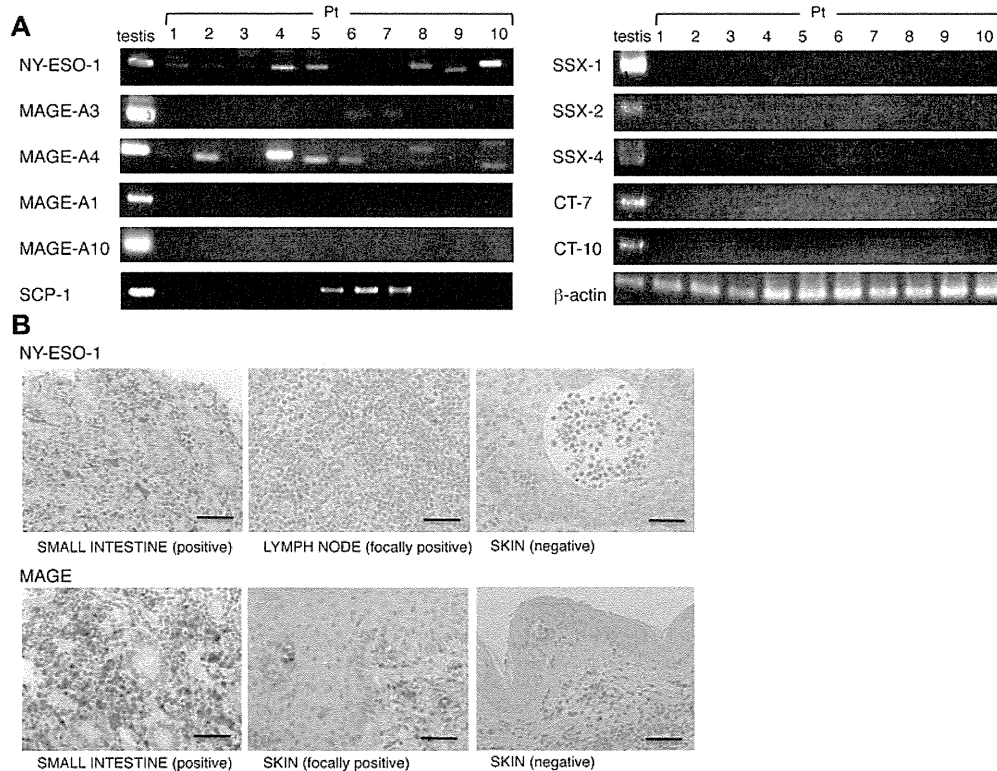 A
Pt
testis 1 2 3 4 5 6 7 8 9 10
NY-ESO-1
MAGE-A3
MAGE-A4
MAGE-A1
MAGE-A10
SCP-1
Pt
testis 1 2 3 4 5 6 7 8 9 10
SSX-1
SSX-2
SSX-4
CT-7
CT-10
β-actin
B
NY-ESO-1
SMALL INTESTINE (positive)
LYMPH NODE (focally positive)
SKIN (negative)
MAGE
SMALL INTESTINE (positive)
SKIN (focally positive)
SKIN (negative)